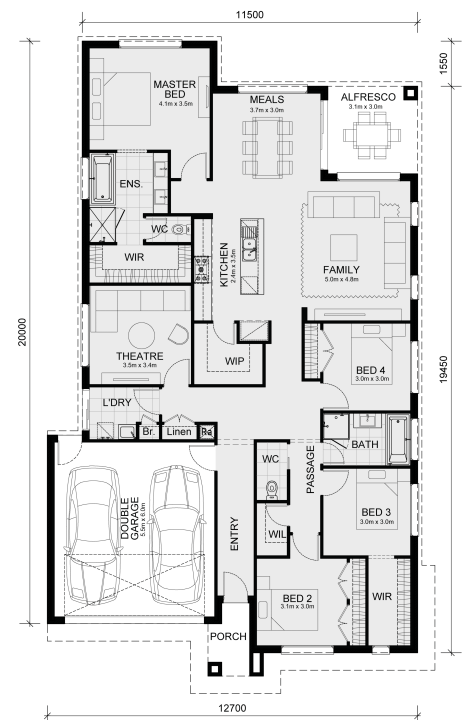 11500
1550
MASTER
BED
4.1m x 3.5m
MEALS
3.7m x 3.0m
ALFRESCO
3.1m x 3.0m
ENS.
WC
WIR
KITCHEN
2.4m x 3.5m
FAMILY
5.0m x 4.8m
20000
19450
THEATRE
3.5m x 3.4m
WIP
BED 4
3.0m x 3.0m
L'DRY
Br.
Linen
Ra
WC
PASSAGE
BATH
DOUBLE
GARAGE
5.5m x 6.0m
ENTRY
WIL
BED 3
3.0m x 3.0m
BED 2
3.1m x 3.0m
WIR
PORCH
12700